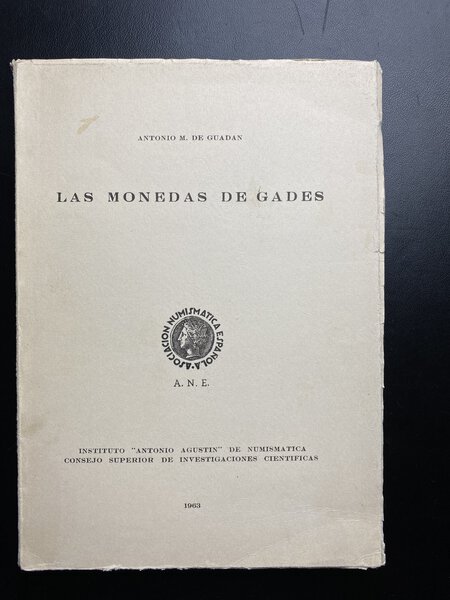 ANTONIO M. DE GUADAN
LAS MONEDAS DE GADES
ASOCIACION NUMISMATICA ESPAÑOLA
A. N. E.
INSTITUTO "ANTONIO AGUSTIN" DE NUMISMATICA
CONSEJO SUPERIOR DE INVESTIGACIONES CIENTIFICAS
1963